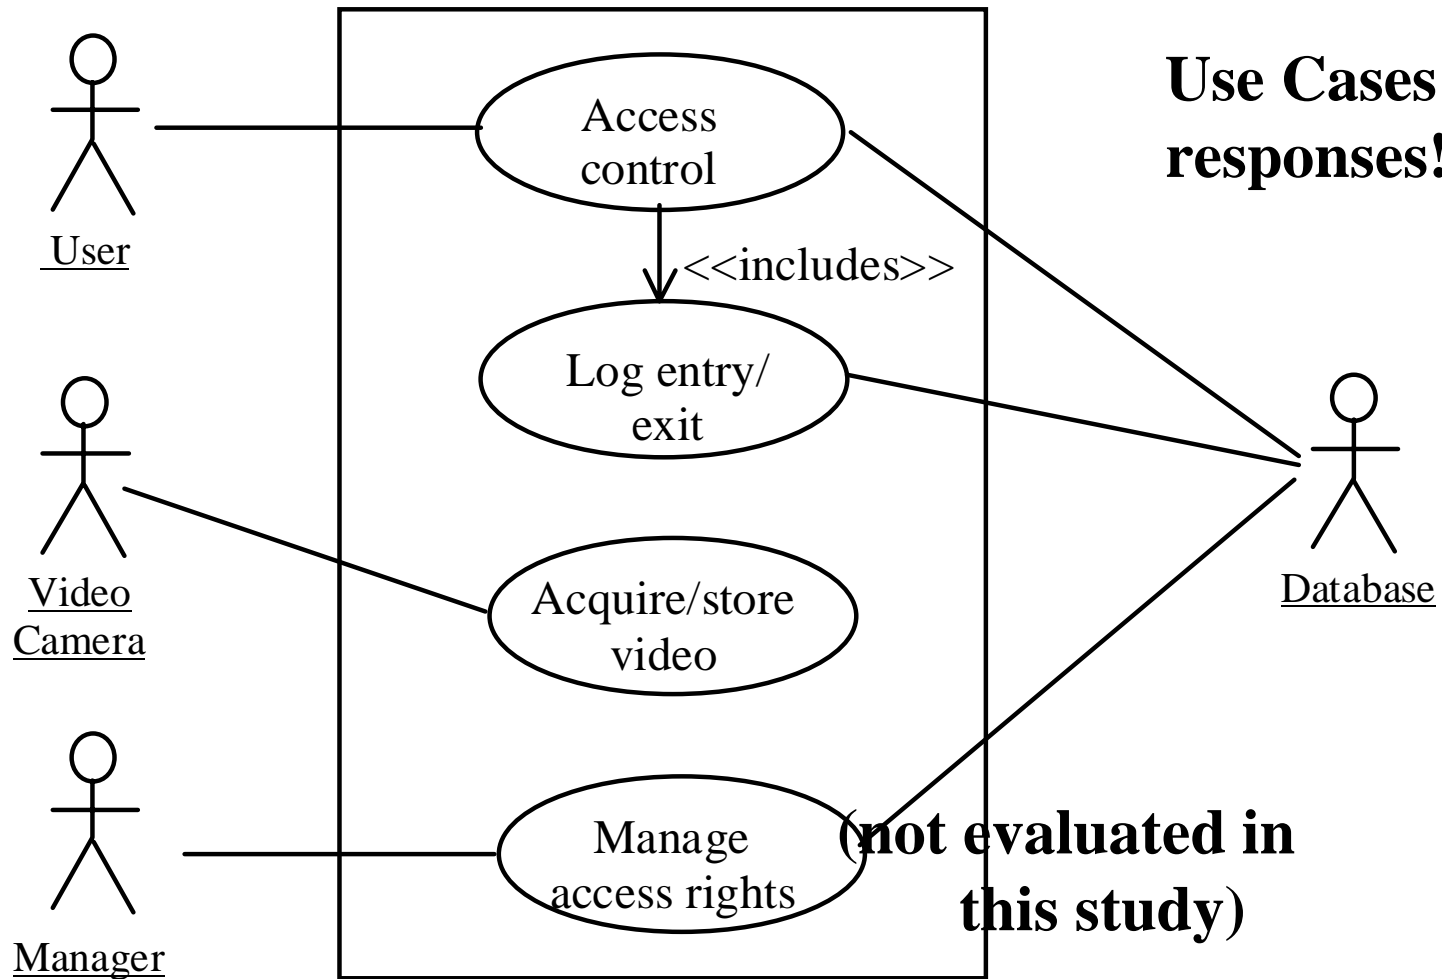 Use Cases
responses!
Access
control
User
<<includes>>
Log entry/
exit
Video
Camera
Acquire/store
video
Database
Manage
access rights
(not evaluated in
this study)
Manager